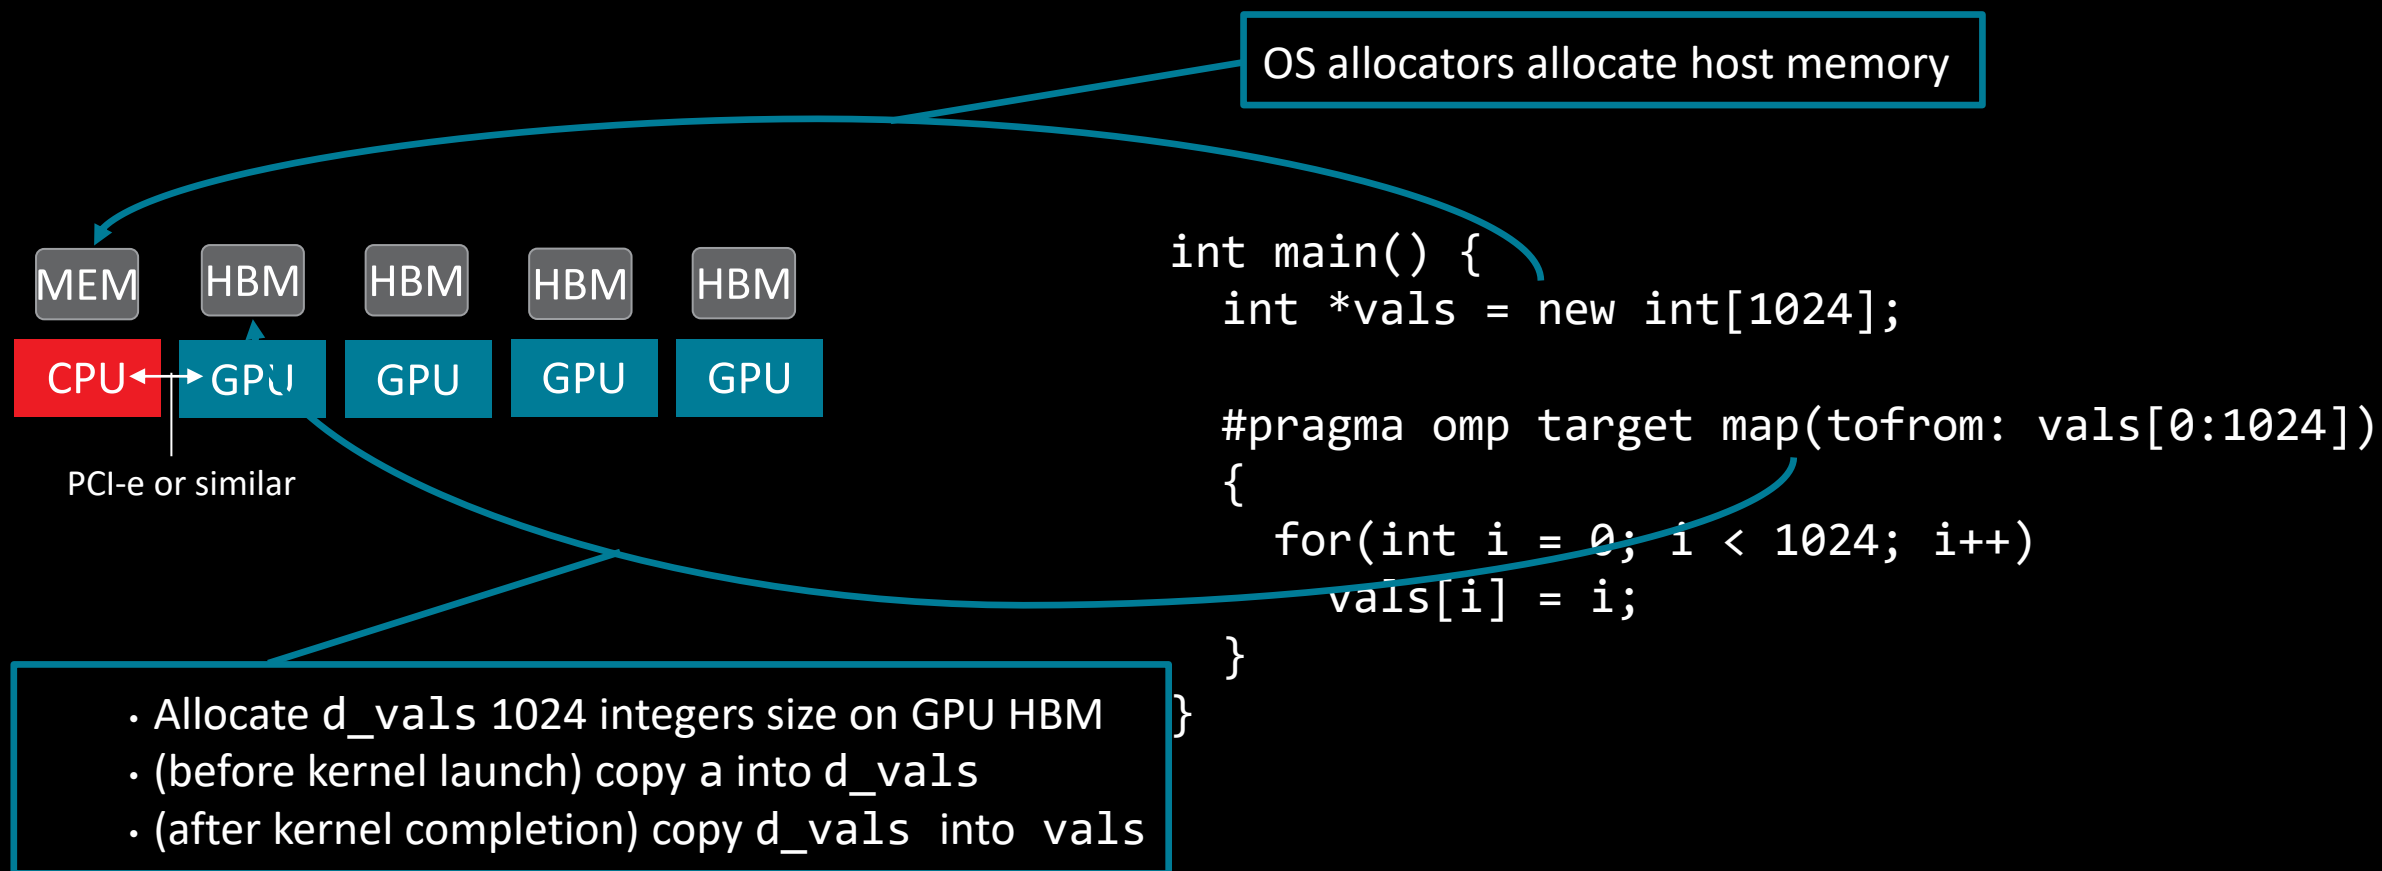 OS allocators allocate host memory
MEM HBM HBM HBM HBM
CPU GPU GPU GPU GPU
PCI-e or similar
int main() {
  int *vals = new int[1024];
  #pragma omp target map(tofrom: vals[0:1024])
  {
    for(int i = 0; i < 1024; i++)
      vals[i] = i;
  }
}
· Allocate d_vals 1024 integers size on GPU HBM
· (before kernel launch) copy a into d_vals
· (after kernel completion) copy d_vals into vals